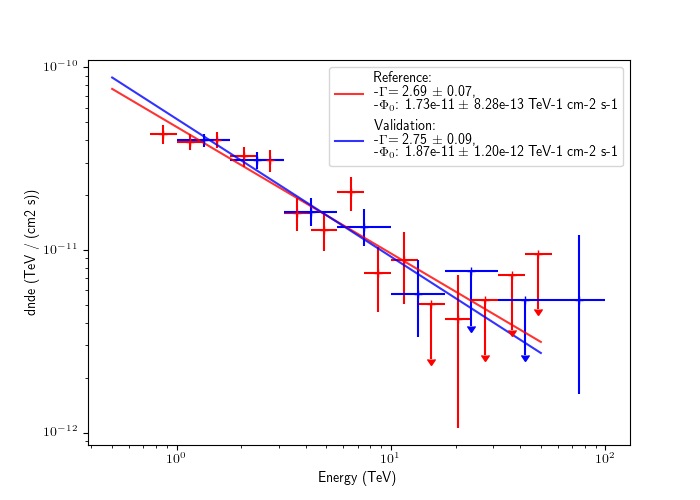 Reference:
-Γ= 2.69 ± 0.07,
-Φ₀: 1.73e-11 ± 8.28e-13 TeV-1 cm-2 s-1
Validation:
-Γ= 2.75 ± 0.09,
-Φ₀: 1.87e-11 ± 1.20e-12 TeV-1 cm-2 s-1
10⁻¹⁰
10⁻¹¹
10⁻¹²
dnde (TeV / (cm2 s))
10⁰ 10¹ 10²
Energy (TeV)